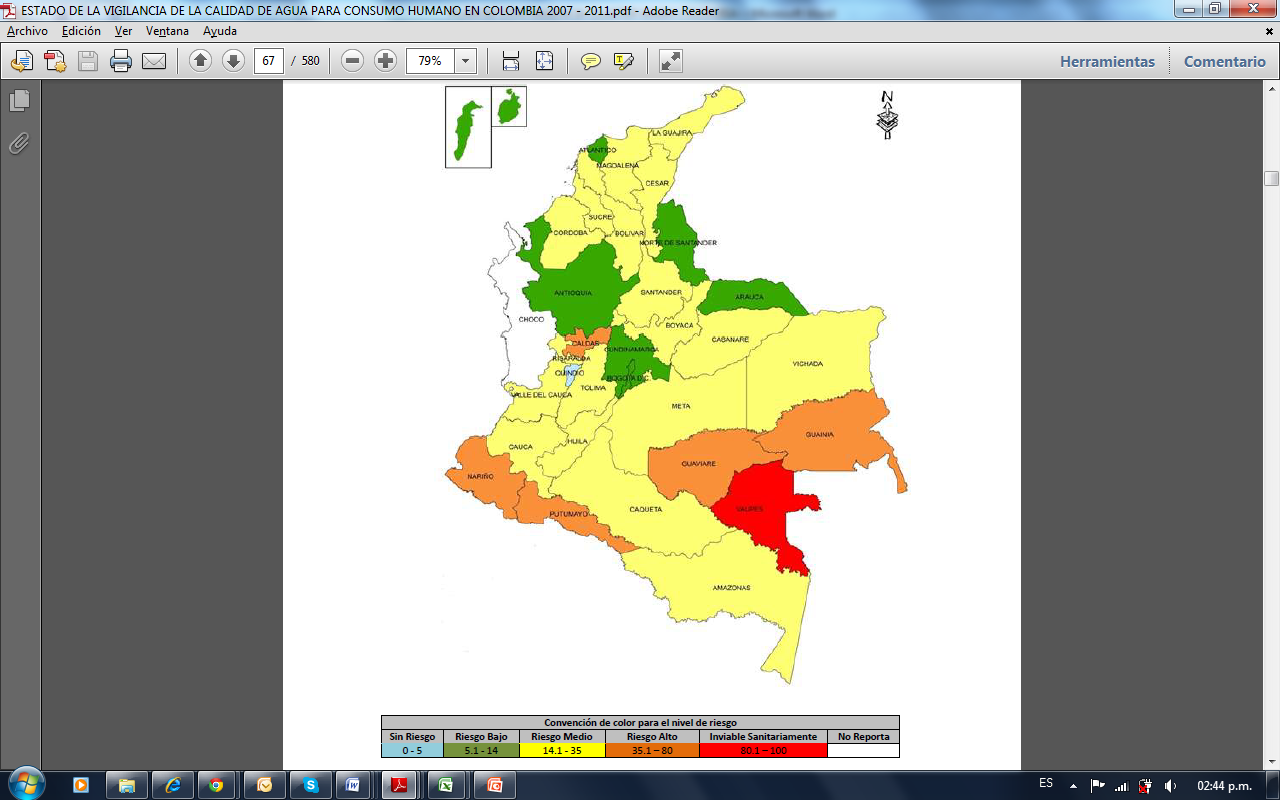 ESTADO DE LA VIGILANCIA DE LA CALIDAD DE AGUA PARA CONSUMO HUMANO EN COLOMBIA 2007 - 2011.pdf - Adobe Reader
Archivo Edición Ver Ventana Ayuda
67 / 580 79% Herramientas Comentario
N
LA GUAJIRA
ATLANTICO
MAGDALENA
CESAR
SUCRE
CORDOBA
BOLIVAR
NORTE DE SANTANDER
ANTIOQUIA
SANTANDER
ARAUCA
CHOCO
BOYACA
CASANARE
CALDAS
CUNDINAMARCA
RISARALDA
VICHADA
QUINDIO
BOGOTA D.C.
TOLIMA
VALLE DEL CAUCA
META
GUAINIA
HUILA
CAUCA
GUAVIARE
NARIÑO
CAQUETA
VAUPES
PUTUMAYO
AMAZONAS
Convención de color para el nivel de riesgo
Sin Riesgo Riesgo Bajo Riesgo Medio Riesgo Alto Inviable Sanitariamente No Reporta
0 - 5 5.1 - 14 14.1 - 35 35.1 – 80 80.1 – 100
ES 02:44 p.m.